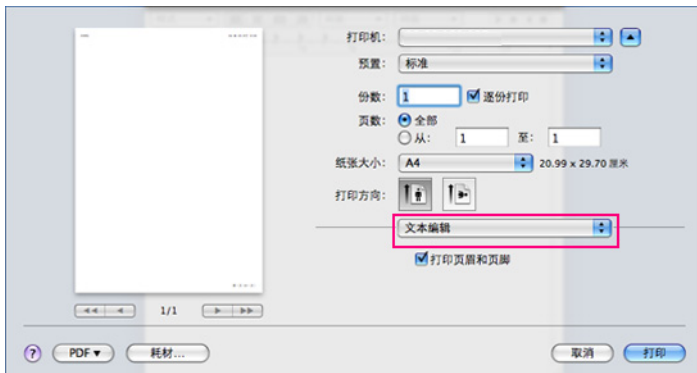 打印机:
预置: 标准
份数: 1 逐份打印
页数: 全部
从: 1 至: 1
纸张大小: A4 20.99 x 29.70 厘米
打印方向:
文本编辑
打印页眉和页脚
1/1
? PDF▼ 耗材... 取消 打印